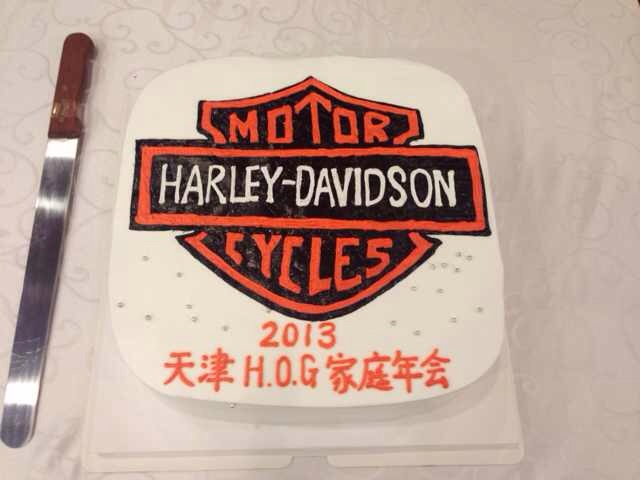 MOTOR
HARLEY-DAVIDSON
CYCLES
2013
天津 H.O.G 家庭年会